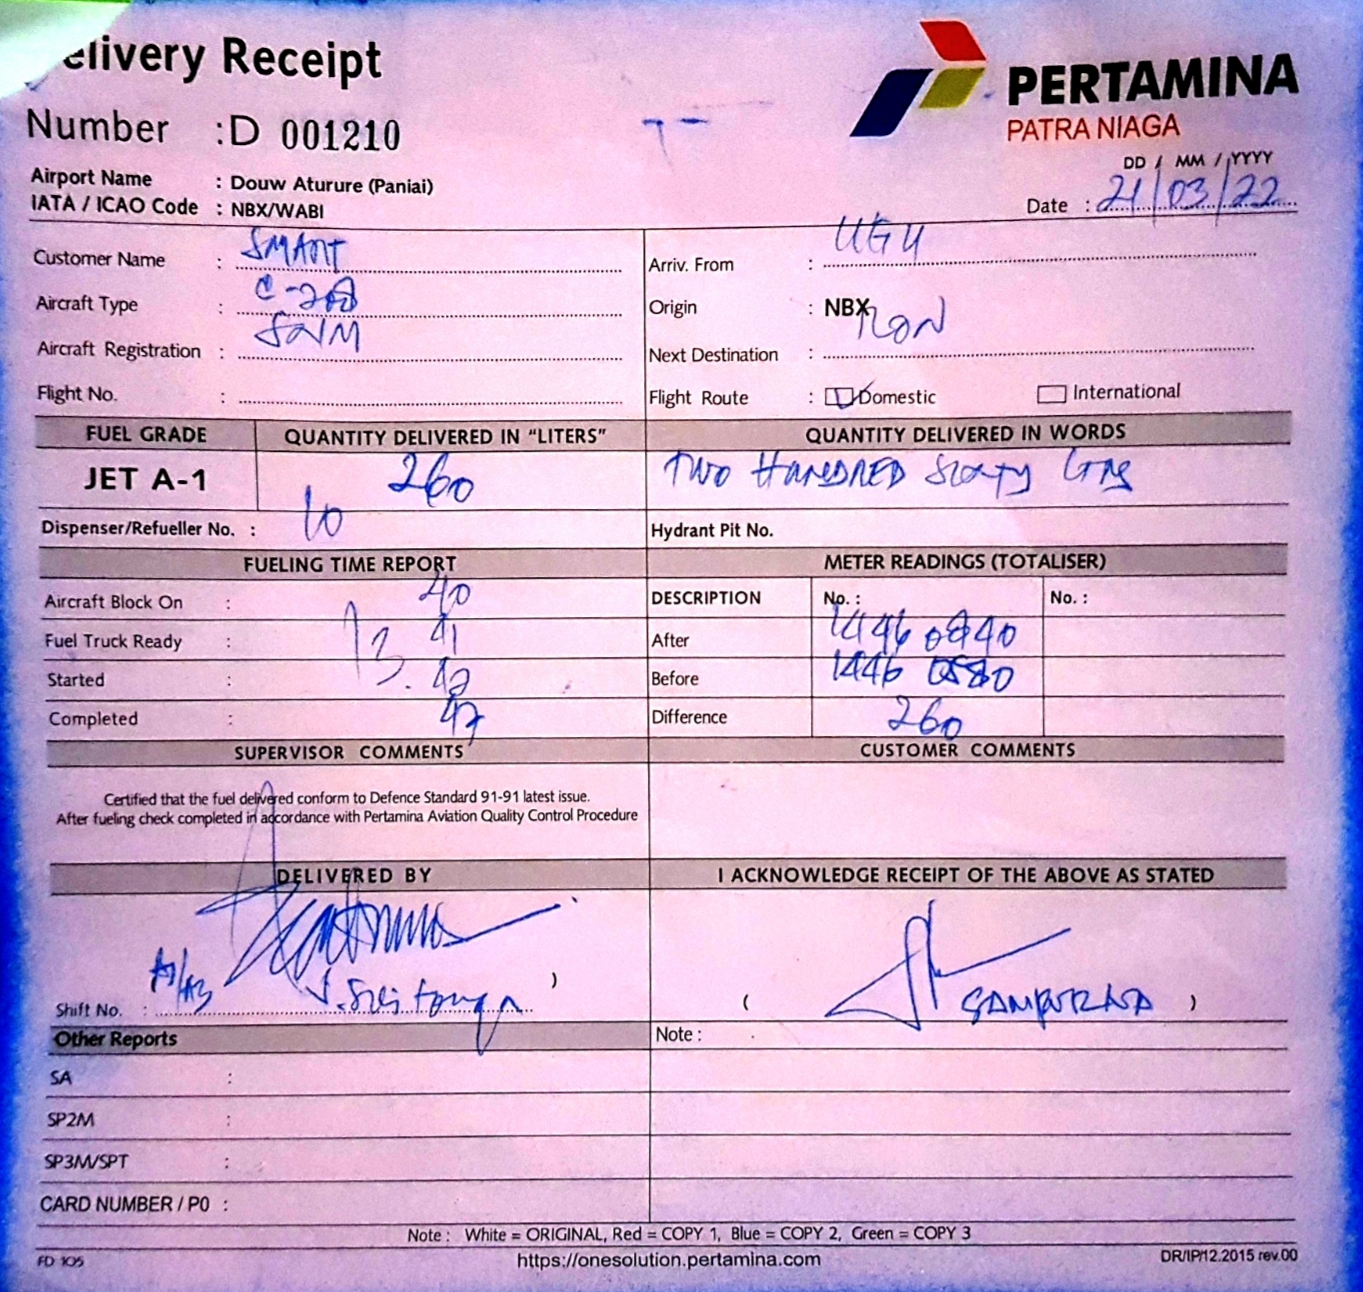 elivery Receipt
PERTAMINA
PATRA NIAGA
Number : D 001210
DD / MM / YYYY
Airport Name : Douw Aturure (Paniai)
IATA / ICAO Code : NBX/WABI
Date : 21/03/22
Customer Name : SMART
Arriv. From : UGU
Aircraft Type : C-208
Origin : NBX
Aircraft Registration :
Next Destination :
Flight No. :
Flight Route : Domestic International
FUEL GRADE QUANTITY DELIVERED IN "LITERS" QUANTITY DELIVERED IN WORDS
JET A-1 260 TWO HUNDRED Sixty LTRS
Dispenser/Refueller No. : 10 Hydrant Pit No.
FUELING TIME REPORT METER READINGS (TOTALISER)
Aircraft Block On : 40 DESCRIPTION No. : No. :
Fuel Truck Ready : 13. 41 After 14460840
Started : 42 Before 14460580
Completed : 47 Difference 260
SUPERVISOR COMMENTS CUSTOMER COMMENTS
Certified that the fuel delivered conform to Defence Standard 91-91 latest issue.
After fueling check completed in accordance with Pertamina Aviation Quality Control Procedure
DELIVERED BY I ACKNOWLEDGE RECEIPT OF THE ABOVE AS STATED
Shift No. : ) ( )
Other Reports Note :
SA :
SP2M :
SP3M/SPT :
CARD NUMBER / PO :
Note : White = ORIGINAL, Red = COPY 1, Blue = COPY 2, Green = COPY 3
FD 105 https://onesolution.pertamina.com DR/IP/12.2015 rev.00